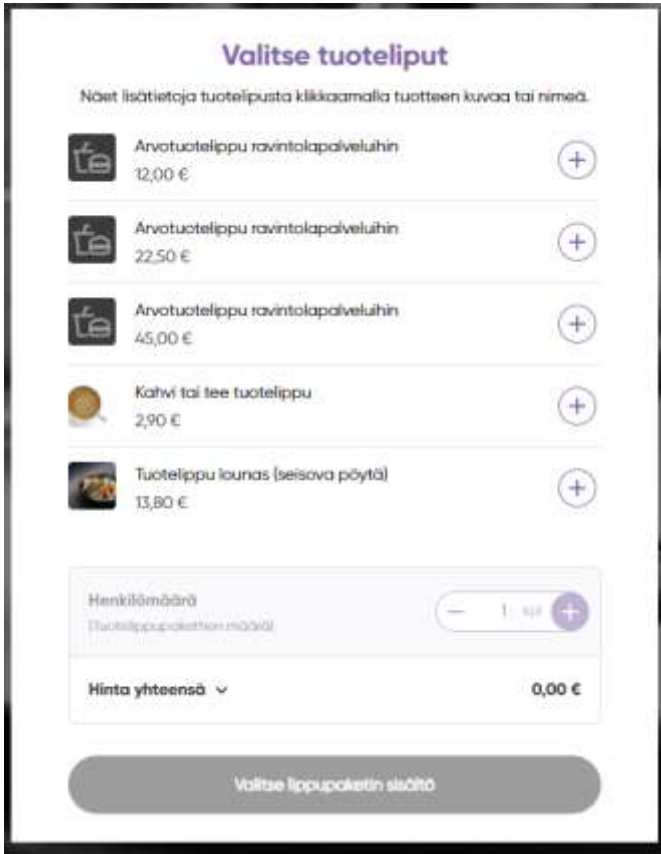 Valitse tuoteliput
Näet lisätietoja tuotelipusta klikkaamalla tuotteen kuvaa tai nimeä.
Arvotuotelippu ravintolapalveluihin
12,00 €
Arvotuotelippu ravintolapalveluihin
22,50 €
Arvotuotelippu ravintolapalveluihin
45,00 €
Kahvi tai tee tuotelippu
2,90 €
Tuotelippu lounas (seisova pöytä)
13,80 €
Henkilömäärä
(Tuotelippupakettien määrä)
1 kpl
Hinta yhteensä
0,00 €
Valitse lippupaketin sisältö